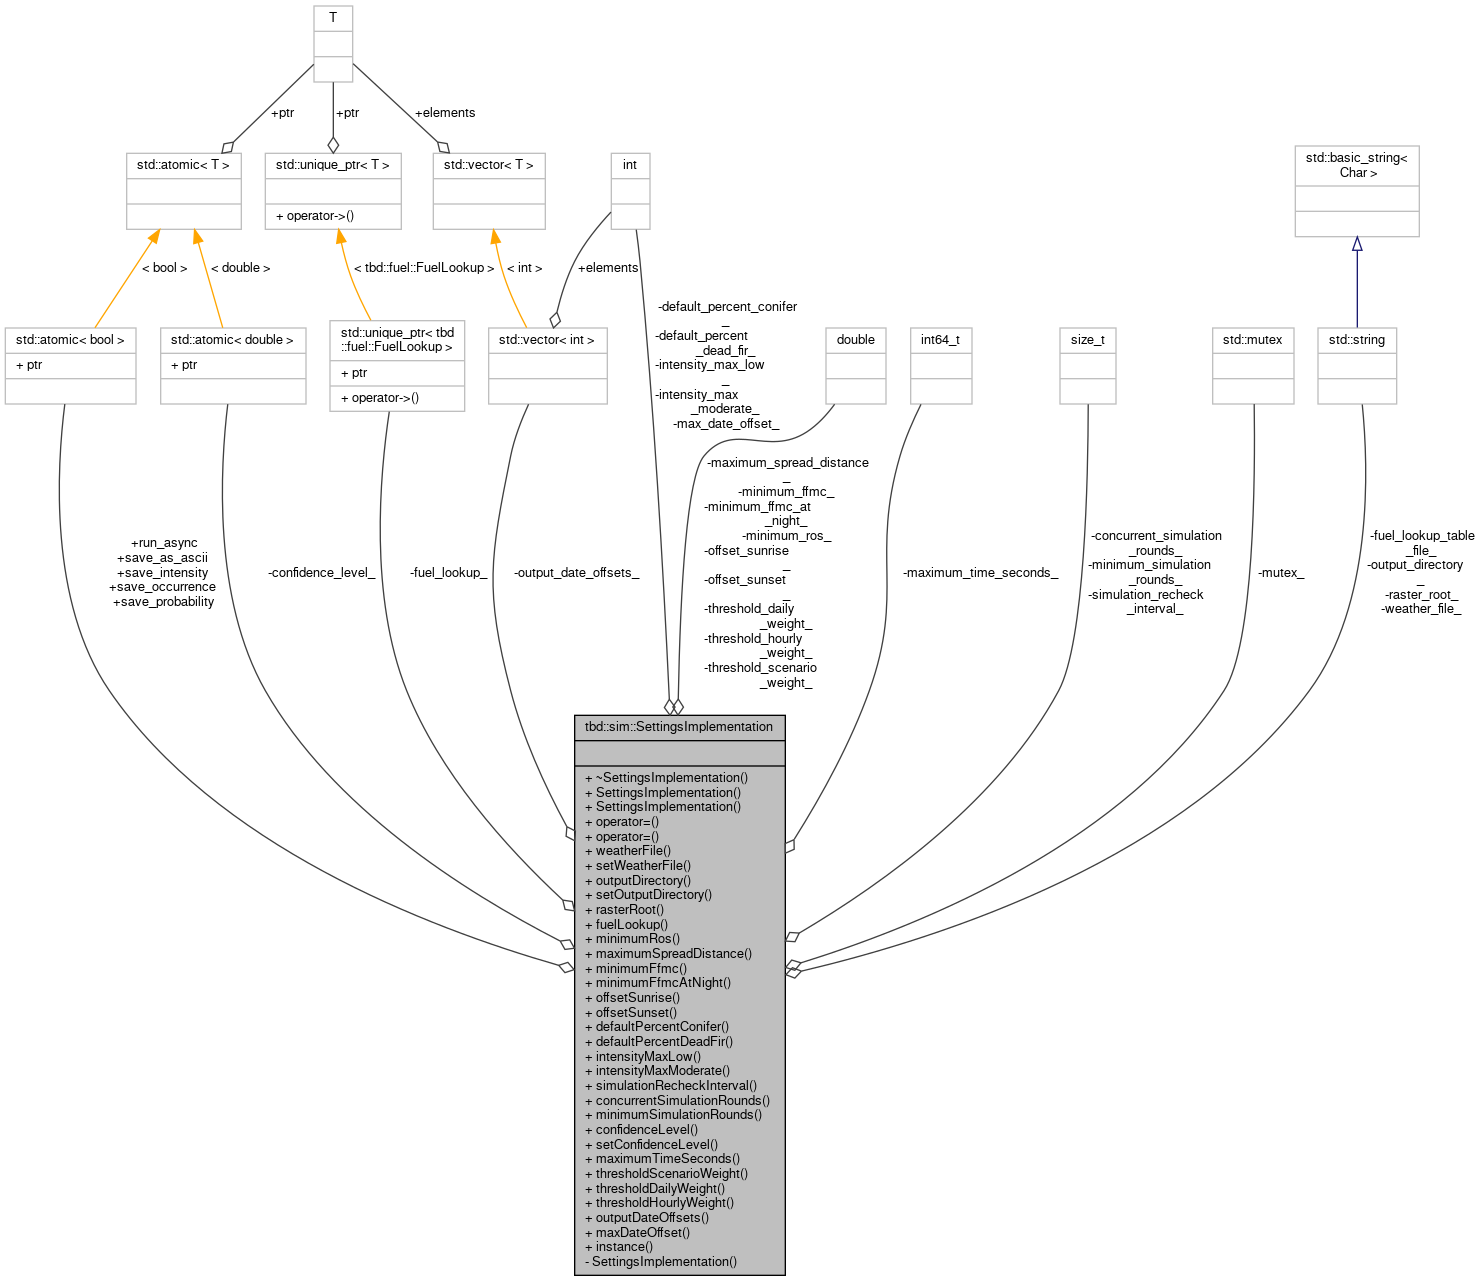 T
+ptr
+ptr
+elements
std::atomic< T >
std::unique_ptr< T >
+ operator->()
std::vector< T >
int
std::basic_string<
Char >
< bool >
< double >
< tbd::fuel::FuelLookup >
< int >
+elements
std::atomic< bool >
+ ptr
std::atomic< double >
+ ptr
std::unique_ptr< tbd
::fuel::FuelLookup >
+ ptr
+ operator->()
std::vector< int >
-default_percent_conifer
_
-default_percent
_dead_fir_
-intensity_max_low
_
-intensity_max
_moderate_
-max_date_offset_
double
int64_t
size_t
std::mutex
std::string
+run_async
+save_as_ascii
+save_intensity
+save_occurrence
+save_probability
-confidence_level_
-fuel_lookup_
-output_date_offsets_
-maximum_spread_distance
_
-minimum_ffmc_
-minimum_ffmc_at
_night_
-minimum_ros_
-offset_sunrise
_
-offset_sunset
_
-threshold_daily
_weight_
-threshold_hourly
_weight_
-threshold_scenario
_weight_
-maximum_time_seconds_
-concurrent_simulation
_rounds_
-minimum_simulation
_rounds_
-simulation_recheck
_interval_
-mutex_
-fuel_lookup_table
_file_
-output_directory
_
-raster_root_
-weather_file_
tbd::sim::SettingsImplementation
+ ~SettingsImplementation()
+ SettingsImplementation()
+ SettingsImplementation()
+ operator=()
+ operator=()
+ weatherFile()
+ setWeatherFile()
+ outputDirectory()
+ setOutputDirectory()
+ rasterRoot()
+ fuelLookup()
+ minimumRos()
+ maximumSpreadDistance()
+ minimumFfmc()
+ minimumFfmcAtNight()
+ offsetSunrise()
+ offsetSunset()
+ defaultPercentConifer()
+ defaultPercentDeadFir()
+ intensityMaxLow()
+ intensityMaxModerate()
+ simulationRecheckInterval()
+ concurrentSimulationRounds()
+ minimumSimulationRounds()
+ confidenceLevel()
+ setConfidenceLevel()
+ maximumTimeSeconds()
+ thresholdScenarioWeight()
+ thresholdDailyWeight()
+ thresholdHourlyWeight()
+ outputDateOffsets()
+ maxDateOffset()
+ instance()
- SettingsImplementation()